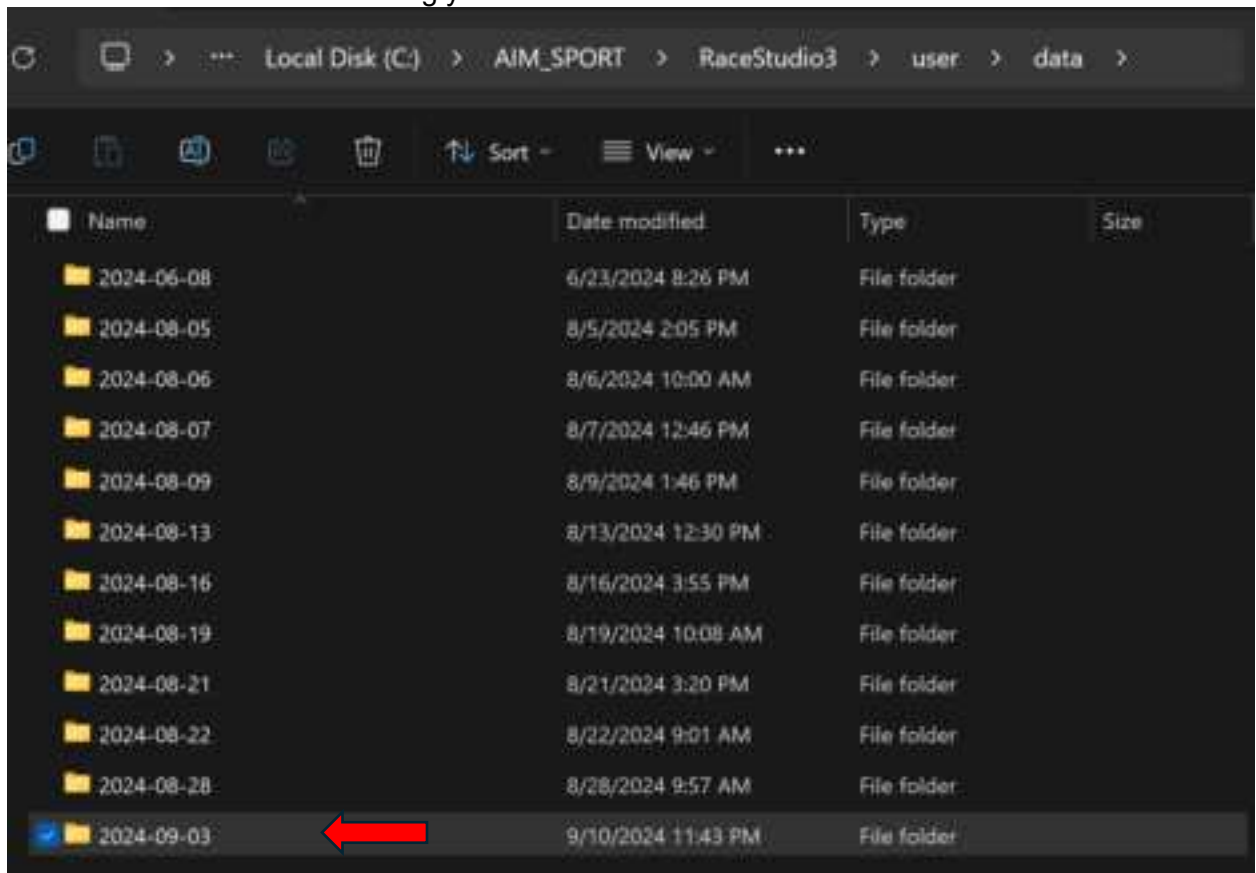 Local Disk (C:) > AIM_SPORT > RaceStudio3 > user > data >
Sort View ...
Name Date modified Type Size
2024-06-08 6/23/2024 8:26 PM File folder
2024-08-05 8/5/2024 2:05 PM File folder
2024-08-06 8/6/2024 10:00 AM File folder
2024-08-07 8/7/2024 12:46 PM File folder
2024-08-09 8/9/2024 1:46 PM File folder
2024-08-13 8/13/2024 12:30 PM File folder
2024-08-16 8/16/2024 3:55 PM File folder
2024-08-19 8/19/2024 10:08 AM File folder
2024-08-21 8/21/2024 3:20 PM File folder
2024-08-22 8/22/2024 9:01 AM File folder
2024-08-28 8/28/2024 9:57 AM File folder
2024-09-03 9/10/2024 11:43 PM File folder